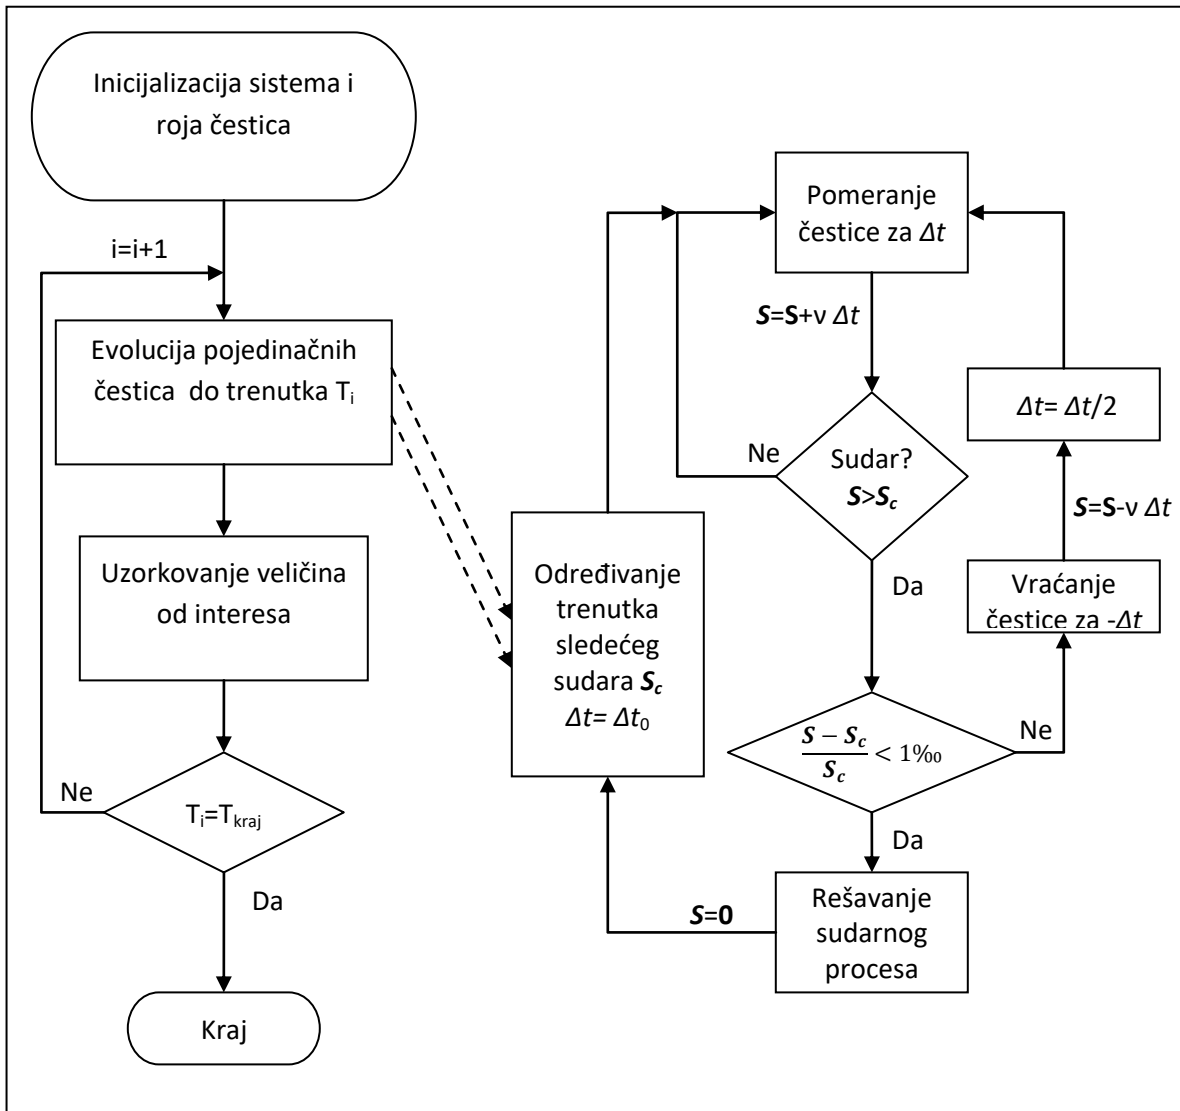 Inicijalizacija sistema i
roja čestica
i=i+1
Evolucija pojedinačnih
čestica do trenutka Tᵢ
Uzorkovanje veličina
od interesa
Ne
Tᵢ=T_kraj
Da
Kraj
Pomeranje
čestice za Δt
S=S+ν Δt
Ne
Sudar?
S>S_c
Da
Δt= Δt/2
S=S-ν Δt
Vraćanje
čestice za -Δt
Određivanje
trenutka
sledećeg
sudara S_c
Δt= Δt₀
(S − S_c)/S_c < 1‰
Ne
Da
Rešavanje
sudarnog
procesa
S=0